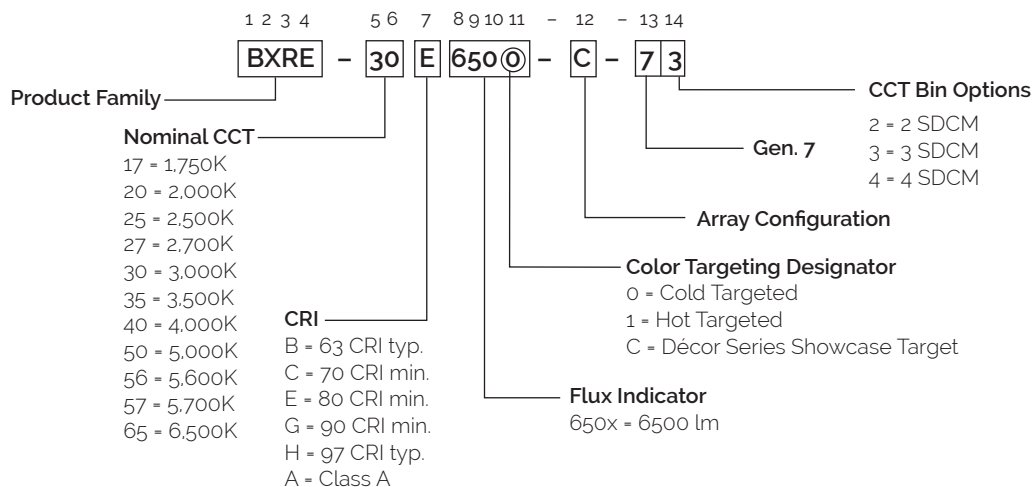 1 2 3 4 5 6 7 8 9 10 11 – 12 – 13 14
BXRE – 30 E 6500 – C – 7 3
Product Family
Nominal CCT
17 = 1,750K
20 = 2,000K
25 = 2,500K
27 = 2,700K
30 = 3,000K
35 = 3,500K
40 = 4,000K
50 = 5,000K
56 = 5,600K
57 = 5,700K
65 = 6,500K
CRI
B = 63 CRI typ.
C = 70 CRI min.
E = 80 CRI min.
G = 90 CRI min.
H = 97 CRI typ.
A = Class A
Flux Indicator
650x = 6500 lm
Color Targeting Designator
0 = Cold Targeted
1 = Hot Targeted
C = Décor Series Showcase Target
Array Configuration
Gen. 7
CCT Bin Options
2 = 2 SDCM
3 = 3 SDCM
4 = 4 SDCM